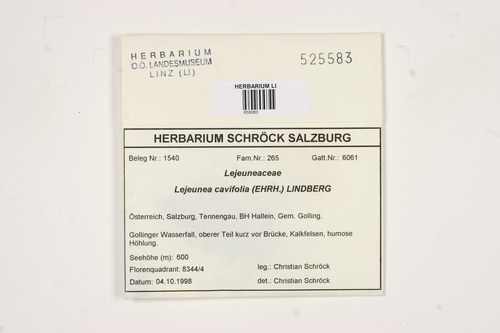 HERBARIUM
O.Ö. LANDESMUSEUM
LINZ (LI)
525583
HERBARIUM LI
HERBARIUM SCHRÖCK SALZBURG
Beleg Nr.: 1540 Fam.Nr.: 265 Gatt.Nr.: 6061
Lejeuneaceae
Lejeunea cavifolia (EHRH.) LINDBERG
Österreich, Salzburg, Tennengau, BH Hallein, Gem. Golling.
Gollinger Wasserfall, oberer Teil kurz vor Brücke, Kalkfelsen, humose
Höhlung.
Seehöhe (m): 600
Florenquadrant: 8344/4 leg.: Christian Schröck
Datum: 04.10.1998 det.: Christian Schröck